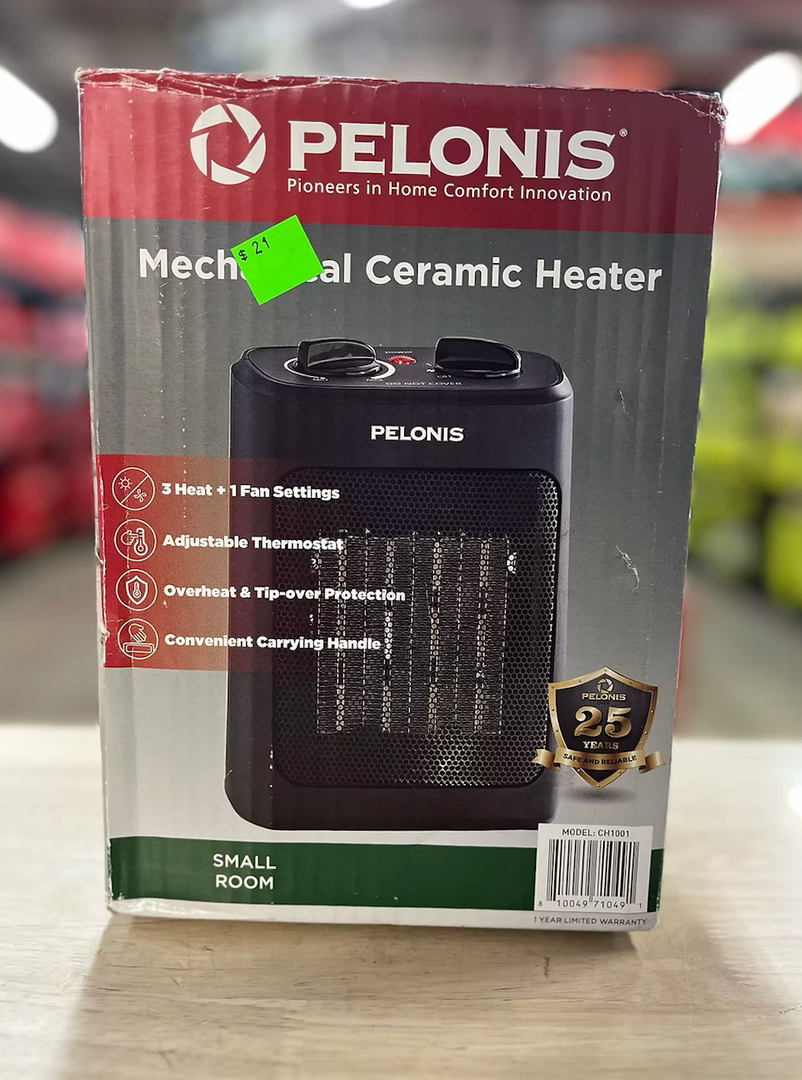 PELONIS®
Pioneers in Home Comfort Innovation
$ 21
Ceramic Heater
POWER
DO NOT COVER
PELONIS
3 Heat + 1 Fan Settings
Adjustable Thermostat
Overheat & Tip-over Protection
Convenient Carrying Handle
PELONIS
25
YEARS
SAFE AND RELIABLE
SMALL
ROOM
MODEL: CH1001
8 10049 71049 1
1 YEAR LIMITED WARRANTY